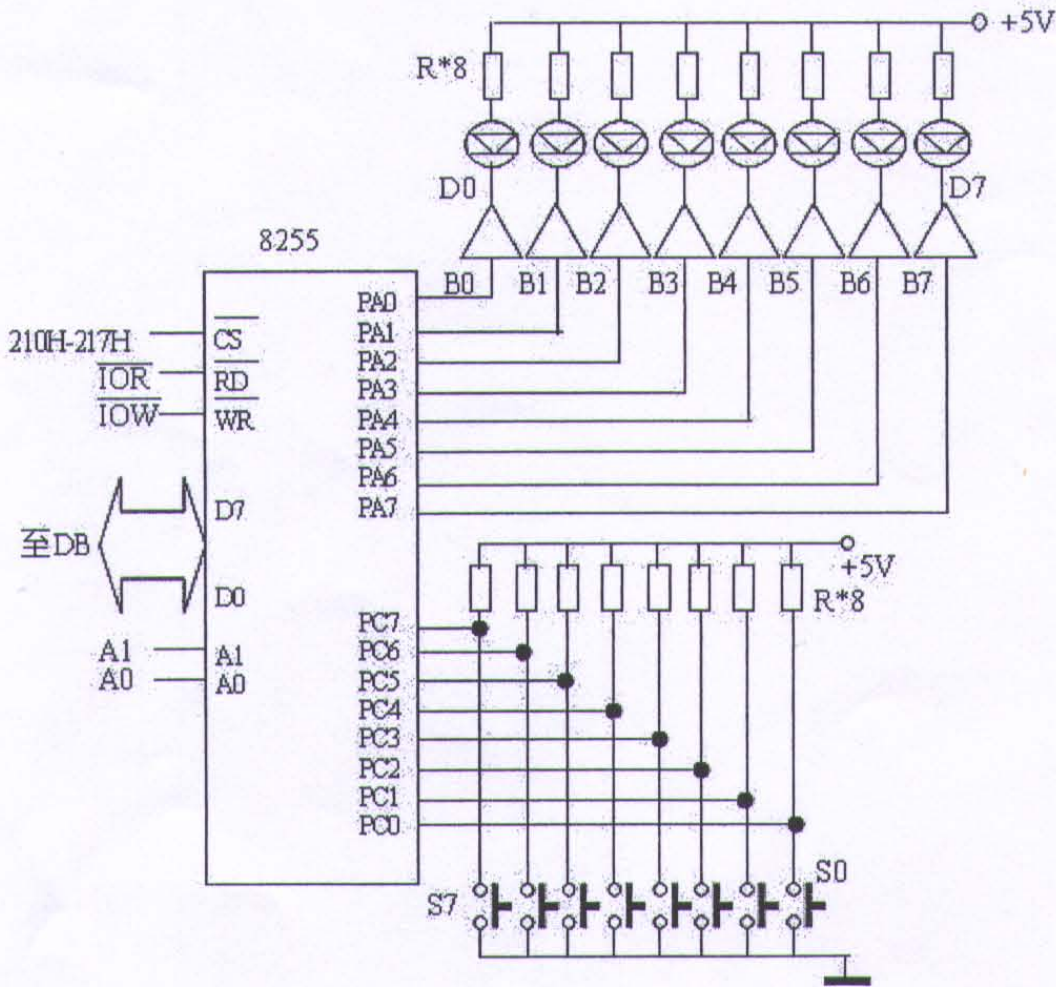 +5V
R*8
D0
D7
8255
B0
B1
B2
B3
B4
B5
B6
B7
PA0
210H-217H
CS
PA1
IOR
RD
PA2
IOW
WR
PA3
PA4
PA5
PA6
D7
PA7
至DB
D0
+5V
R*8
PC7
A1
A1
PC6
A0
A0
PC5
PC4
PC3
PC2
PC1
PC0
S7
S0